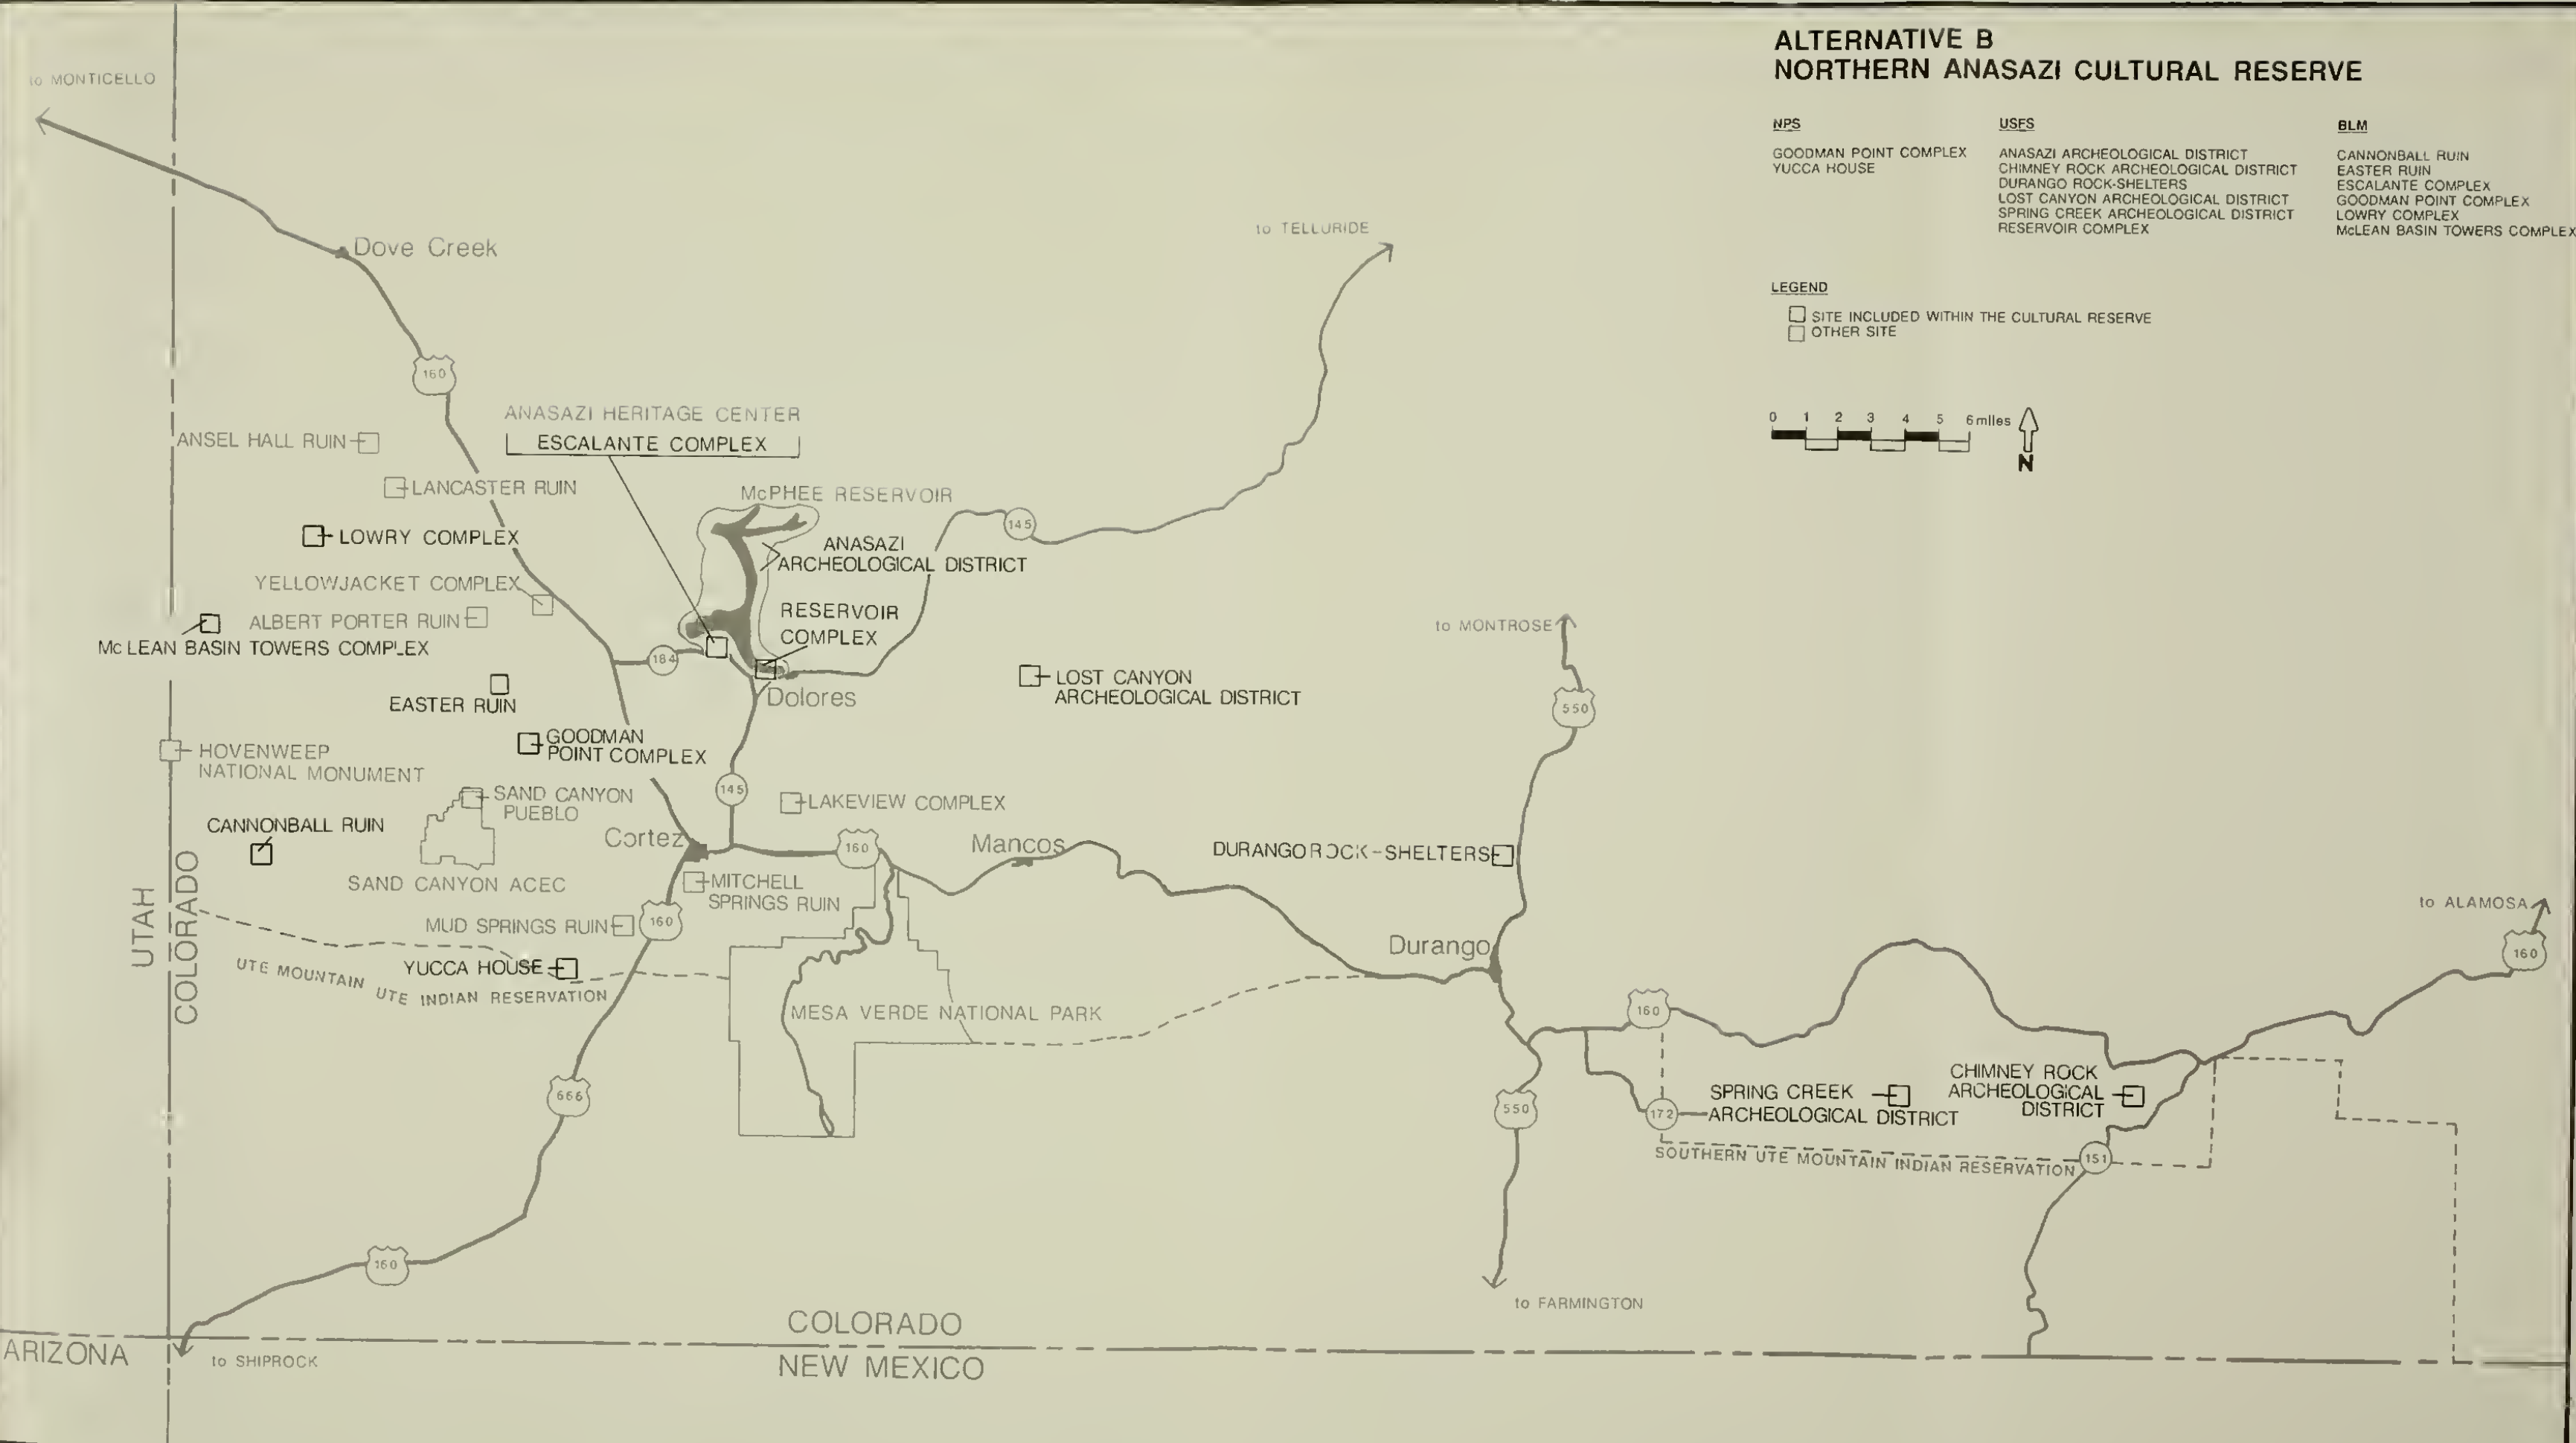 ALTERNATIVE B
NORTHERN ANASAZI CULTURAL RESERVE
NPS
GOODMAN POINT COMPLEX
YUCCA HOUSE
USFS
ANASAZI ARCHEOLOGICAL DISTRICT
CHIMNEY ROCK ARCHEOLOGICAL DISTRICT
DURANGO ROCK-SHELTERS
LOST CANYON ARCHEOLOGICAL DISTRICT
SPRING CREEK ARCHEOLOGICAL DISTRICT
RESERVOIR COMPLEX
BLM
CANNONBALL RUIN
EASTER RUIN
ESCALANTE COMPLEX
GOODMAN POINT COMPLEX
LOWRY COMPLEX
McLEAN BASIN TOWERS COMPLEX
LEGEND
SITE INCLUDED WITHIN THE CULTURAL RESERVE
OTHER SITE
0 1 2 3 4 5 6 miles
N
to MONTICELLO
Dove Creek
to TELLURIDE
160
ANSEL HALL RUIN
ANASAZI HERITAGE CENTER
ESCALANTE COMPLEX
LANCASTER RUIN
McPHEE RESERVOIR
145
LOWRY COMPLEX
ANASAZI
ARCHEOLOGICAL DISTRICT
YELLOWJACKET COMPLEX
ALBERT PORTER RUIN
RESERVOIR
COMPLEX
McLEAN BASIN TOWERS COMPLEX
184
to MONTROSE
550
LOST CANYON
ARCHEOLOGICAL DISTRICT
Dolores
EASTER RUIN
GOODMAN
POINT COMPLEX
HOVENWEEP
NATIONAL MONUMENT
145
SAND CANYON
PUEBLO
LAKEVIEW COMPLEX
CANNONBALL RUIN
Cortez
160
Mancos
DURANGO ROCK-SHELTERS
SAND CANYON ACEC
MITCHELL
SPRINGS RUIN
UTAH
COLORADO
MUD SPRINGS RUIN
160
to ALAMOSA
160
Durango
YUCCA HOUSE
UTE MOUNTAIN UTE INDIAN RESERVATION
MESA VERDE NATIONAL PARK
160
666
550
172
SPRING CREEK
ARCHEOLOGICAL DISTRICT
CHIMNEY ROCK
ARCHEOLOGICAL
DISTRICT
SOUTHERN UTE MOUNTAIN INDIAN RESERVATION
151
160
to FARMINGTON
COLORADO
ARIZONA
to SHIPROCK
NEW MEXICO